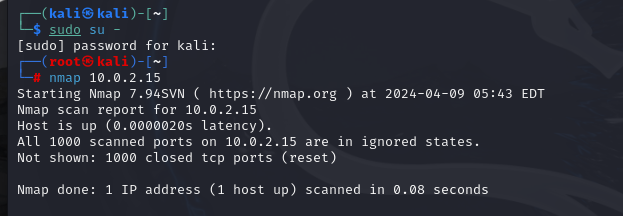 ┌──(kali㉿kali)-[~]
└─$ sudo su -
[sudo] password for kali:
┌──(root㉿kali)-[~]
└─# nmap 10.0.2.15
Starting Nmap 7.94SVN ( https://nmap.org ) at 2024-04-09 05:43 EDT
Nmap scan report for 10.0.2.15
Host is up (0.0000020s latency).
All 1000 scanned ports on 10.0.2.15 are in ignored states.
Not shown: 1000 closed tcp ports (reset)
Nmap done: 1 IP address (1 host up) scanned in 0.08 seconds